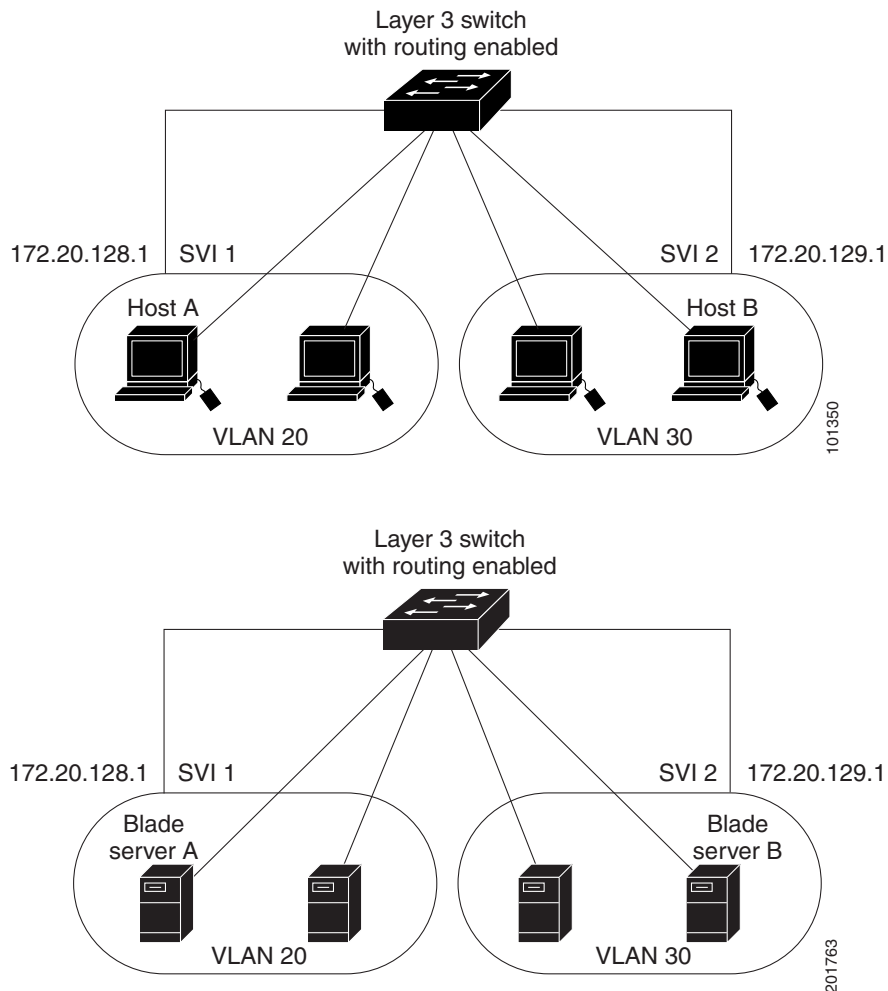 Layer 3 switch
with routing enabled
172.20.128.1 SVI 1
SVI 2 172.20.129.1
Host A
Host B
VLAN 20
VLAN 30
101350
Layer 3 switch
with routing enabled
172.20.128.1 SVI 1
SVI 2 172.20.129.1
Blade
server A
Blade
server B
VLAN 20
VLAN 30
201763